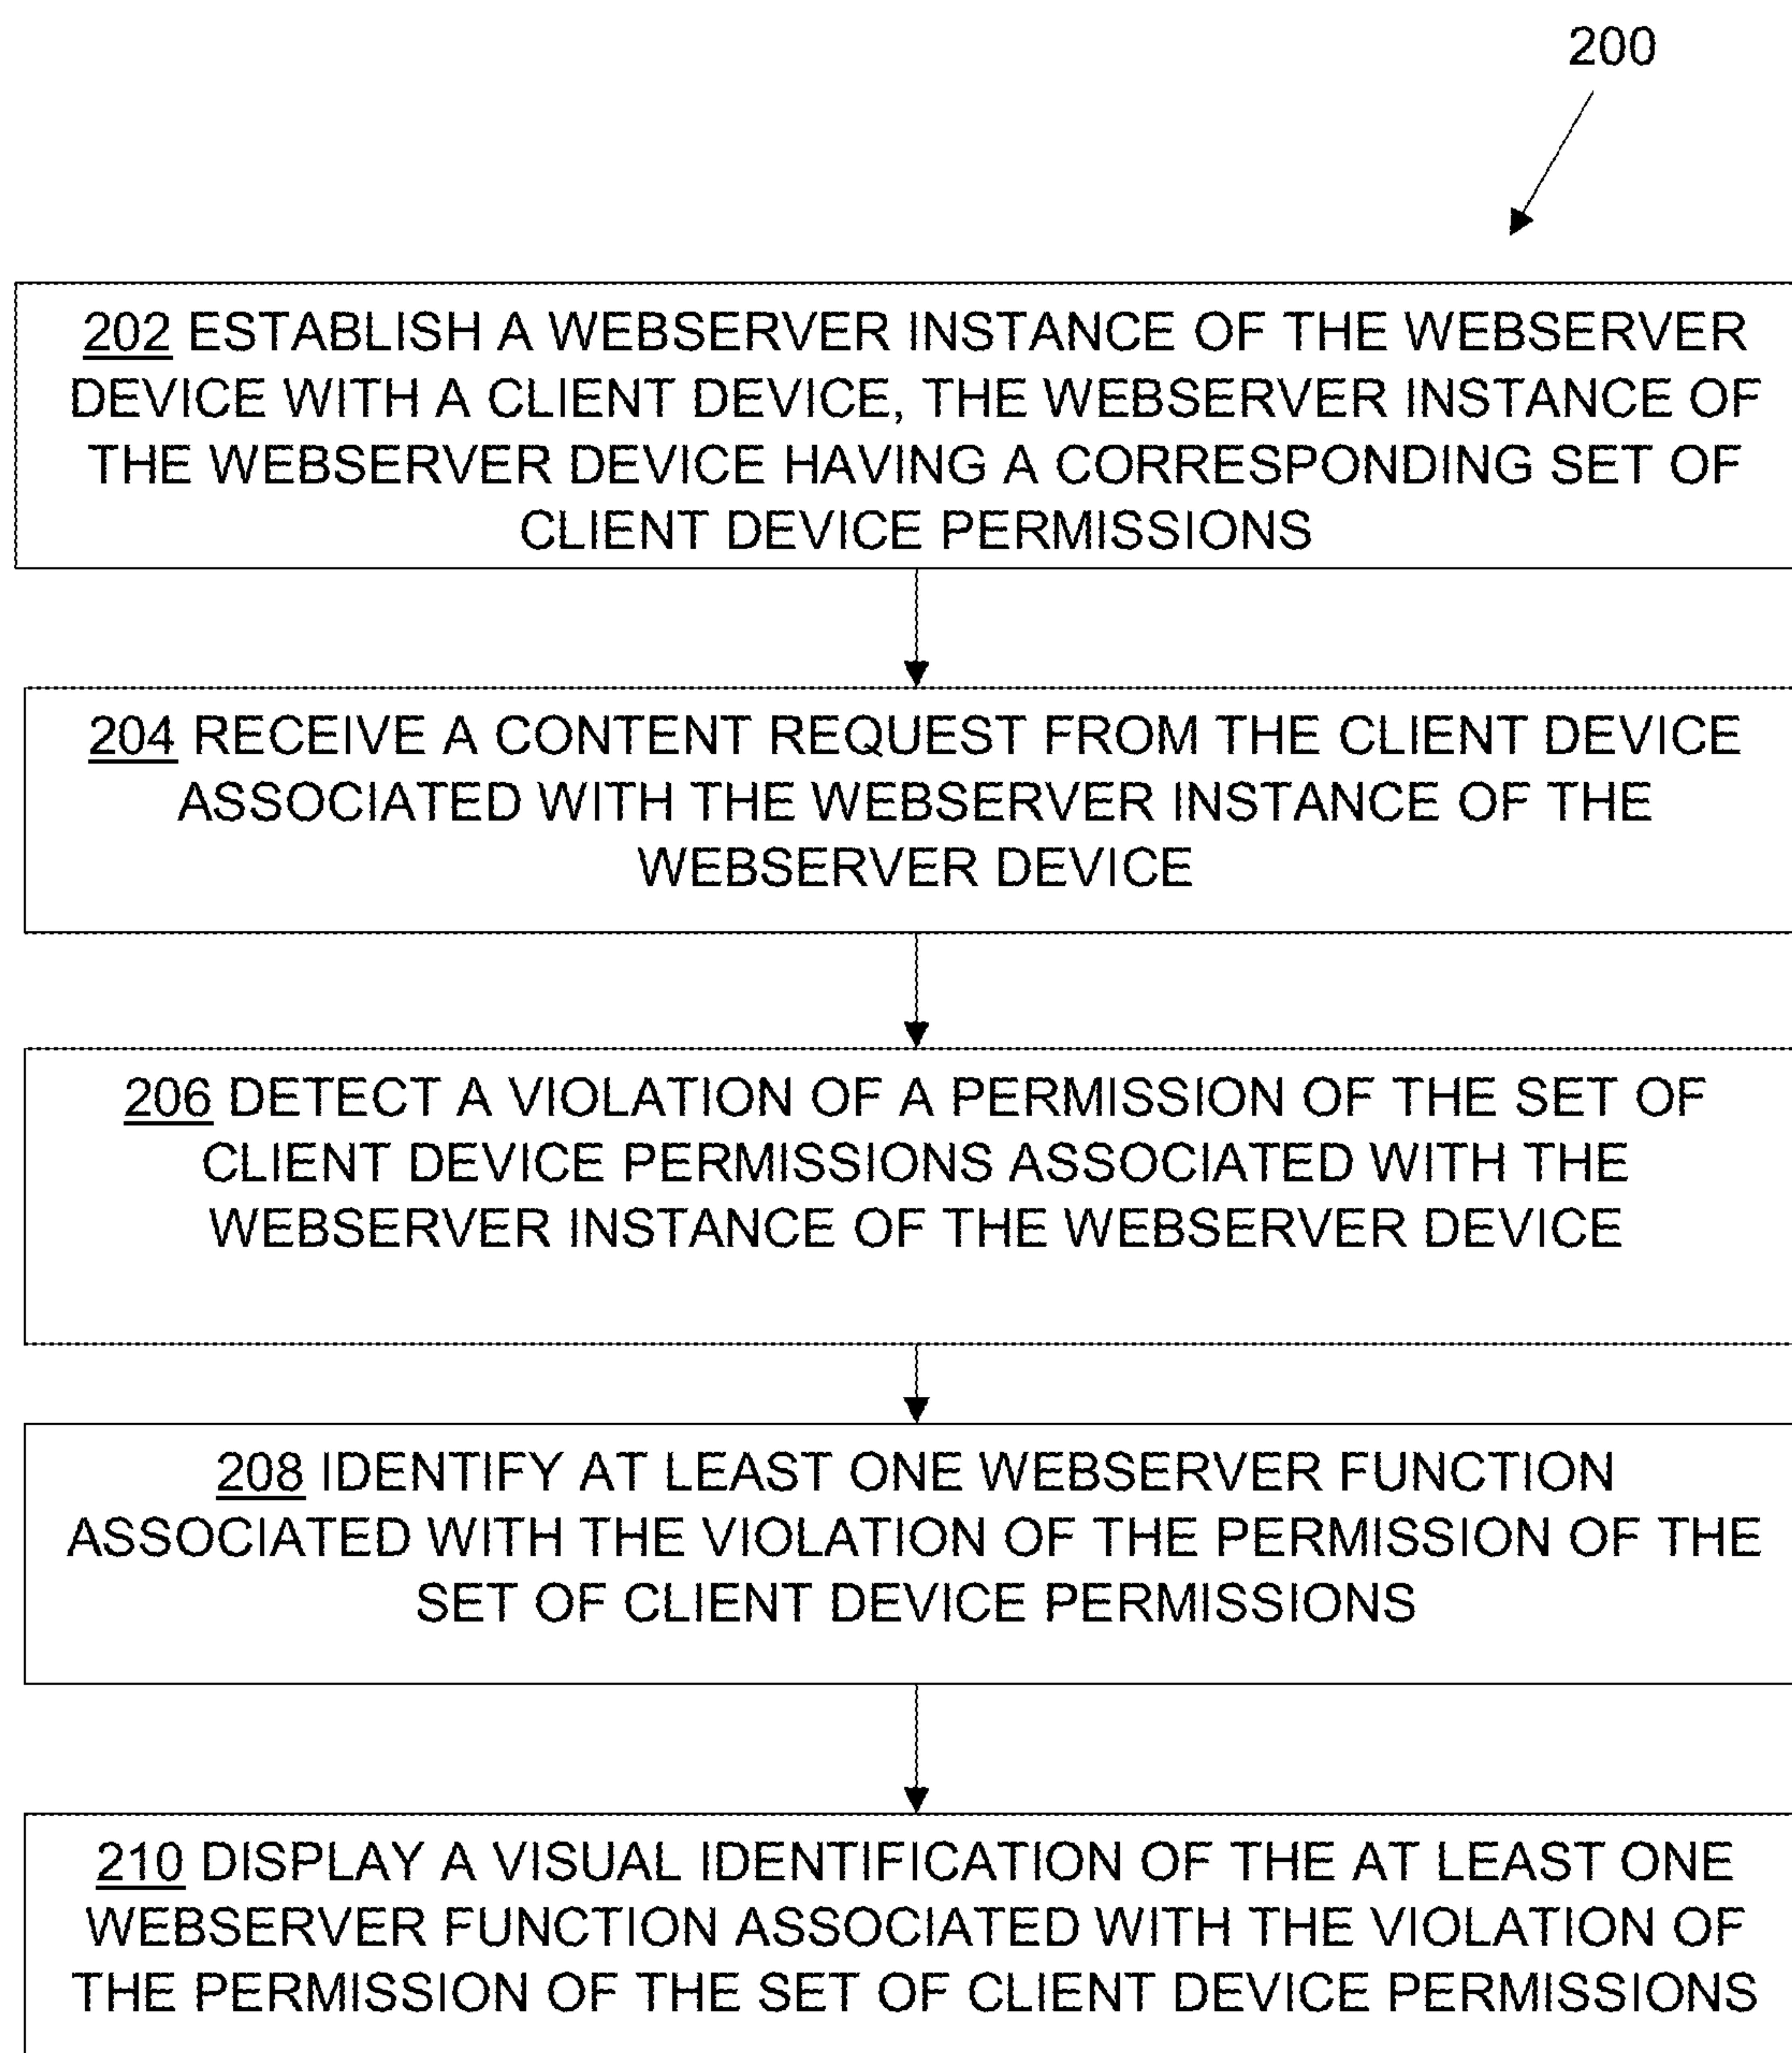 200
202 ESTABLISH A WEBSERVER INSTANCE OF THE WEBSERVER
DEVICE WITH A CLIENT DEVICE, THE WEBSERVER INSTANCE OF
THE WEBSERVER DEVICE HAVING A CORRESPONDING SET OF
CLIENT DEVICE PERMISSIONS
204 RECEIVE A CONTENT REQUEST FROM THE CLIENT DEVICE
ASSOCIATED WITH THE WEBSERVER INSTANCE OF THE
WEBSERVER DEVICE
206 DETECT A VIOLATION OF A PERMISSION OF THE SET OF
CLIENT DEVICE PERMISSIONS ASSOCIATED WITH THE
WEBSERVER INSTANCE OF THE WEBSERVER DEVICE
208 IDENTIFY AT LEAST ONE WEBSERVER FUNCTION
ASSOCIATED WITH THE VIOLATION OF THE PERMISSION OF THE
SET OF CLIENT DEVICE PERMISSIONS
210 DISPLAY A VISUAL IDENTIFICATION OF THE AT LEAST ONE
WEBSERVER FUNCTION ASSOCIATED WITH THE VIOLATION OF
THE PERMISSION OF THE SET OF CLIENT DEVICE PERMISSIONS